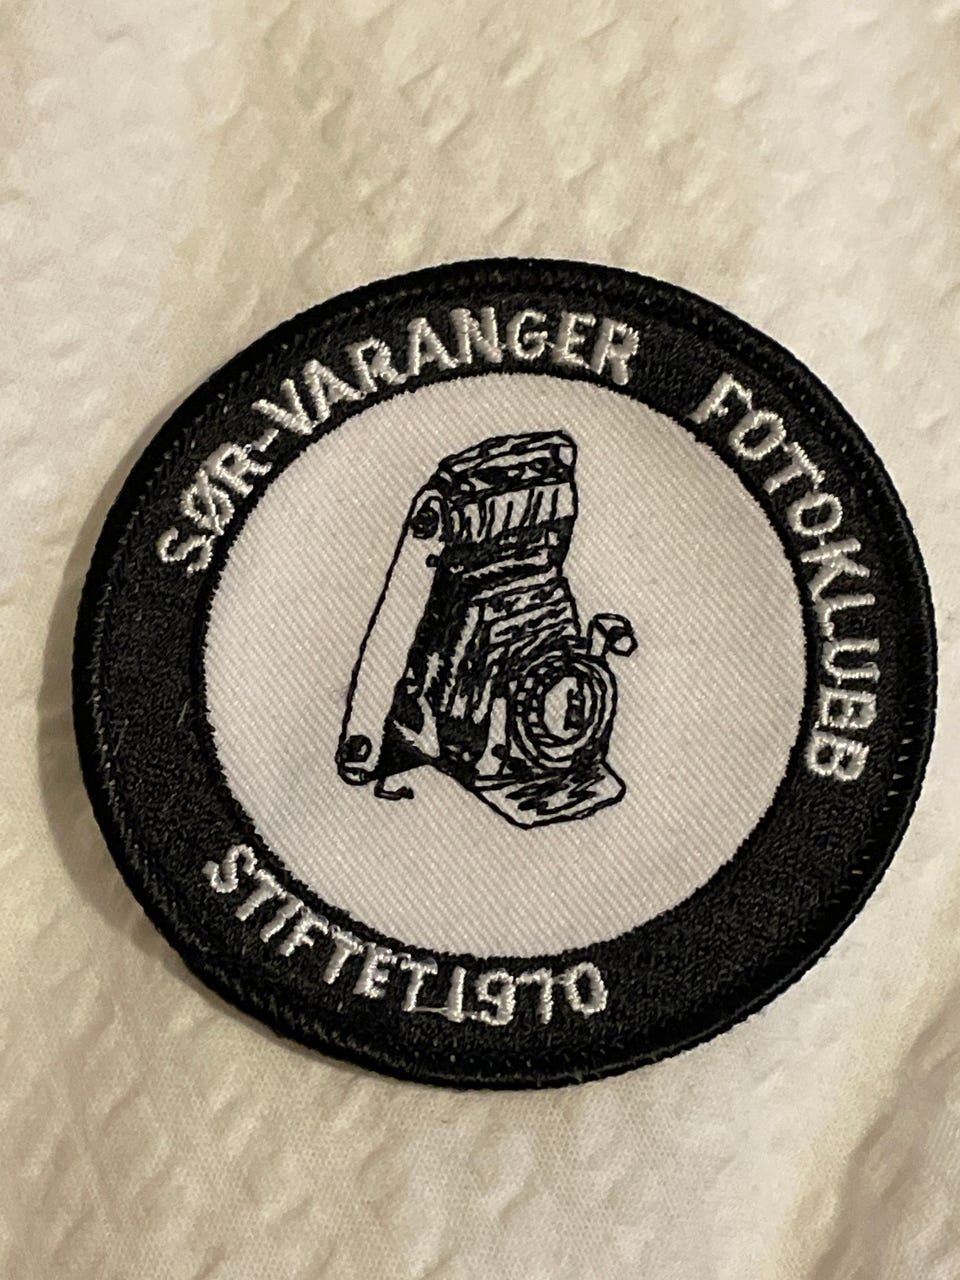 SØR-VARANGER FOTOKLUBB
STIFTET 1970